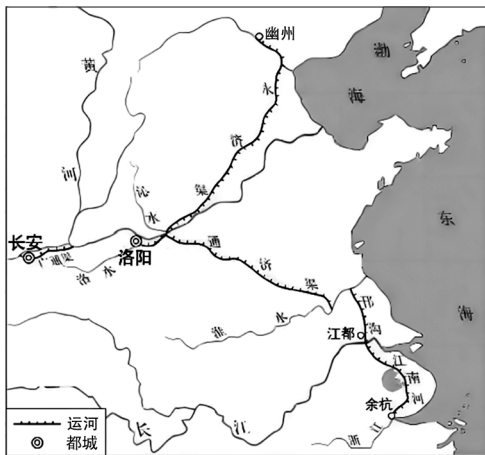 幽州
渤
海
黄
河
永
济
渠
沁
水
长安
广通渠
洛水
洛阳
通
济
渠
东
海
淮水
邗
沟
江都
江
南
河
余杭
浙江
长江
运河
都城